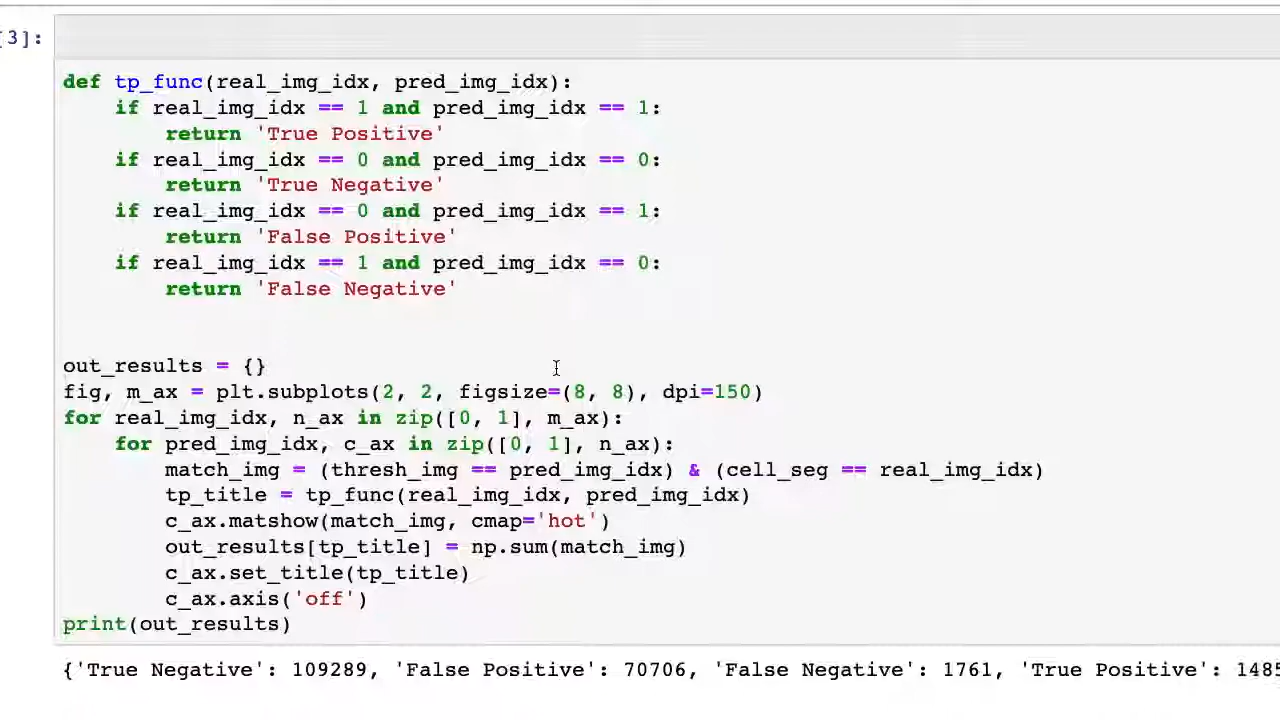 [3]:
def tp_func(real_img_idx, pred_img_idx):
    if real_img_idx == 1 and pred_img_idx == 1:
        return 'True Positive'
    if real_img_idx == 0 and pred_img_idx == 0:
        return 'True Negative'
    if real_img_idx == 0 and pred_img_idx == 1:
        return 'False Positive'
    if real_img_idx == 1 and pred_img_idx == 0:
        return 'False Negative'
out_results = {}
fig, m_ax = plt.subplots(2, 2, figsize=(8, 8), dpi=150)
for real_img_idx, n_ax in zip([0, 1], m_ax):
    for pred_img_idx, c_ax in zip([0, 1], n_ax):
        match_img = (thresh_img == pred_img_idx) & (cell_seg == real_img_idx)
        tp_title = tp_func(real_img_idx, pred_img_idx)
        c_ax.matshow(match_img, cmap='hot')
        out_results[tp_title] = np.sum(match_img)
        c_ax.set_title(tp_title)
        c_ax.axis('off')
print(out_results)
{'True Negative': 109289, 'False Positive': 70706, 'False Negative': 1761, 'True Positive':